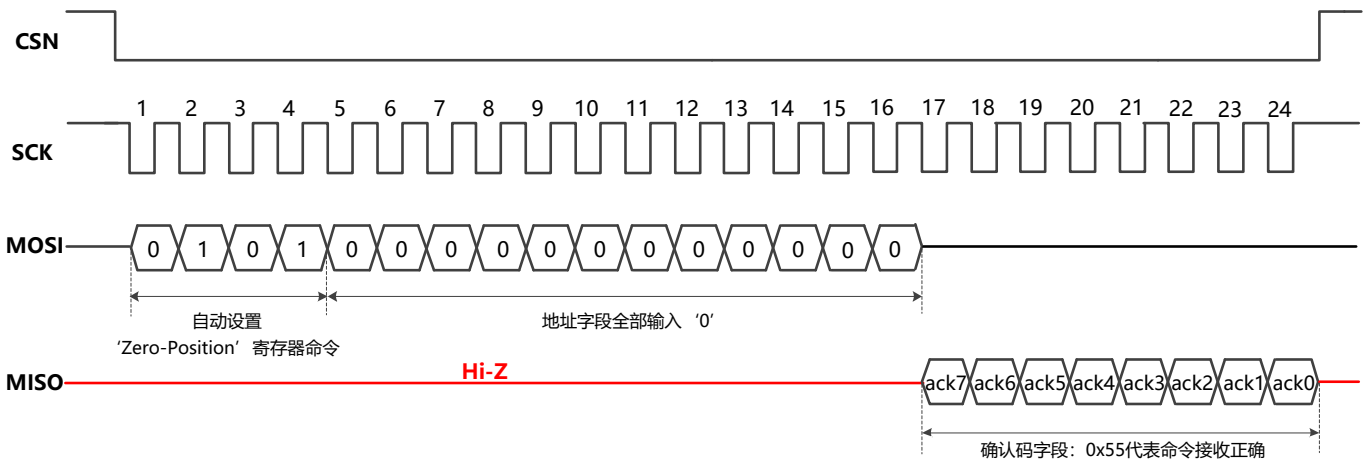 CSN
1 2 3 4 5 6 7 8 9 10 11 12 13 14 15 16 17 18 19 20 21 22 23 24
SCK
MOSI 0 1 0 1 0 0 0 0 0 0 0 0 0 0 0 0
自动设置 地址字段全部输入‘0’
‘Zero-Position’寄存器命令
Hi-Z
MISO ack7 ack6 ack5 ack4 ack3 ack2 ack1 ack0
确认码字段：0x55代表命令接收正确